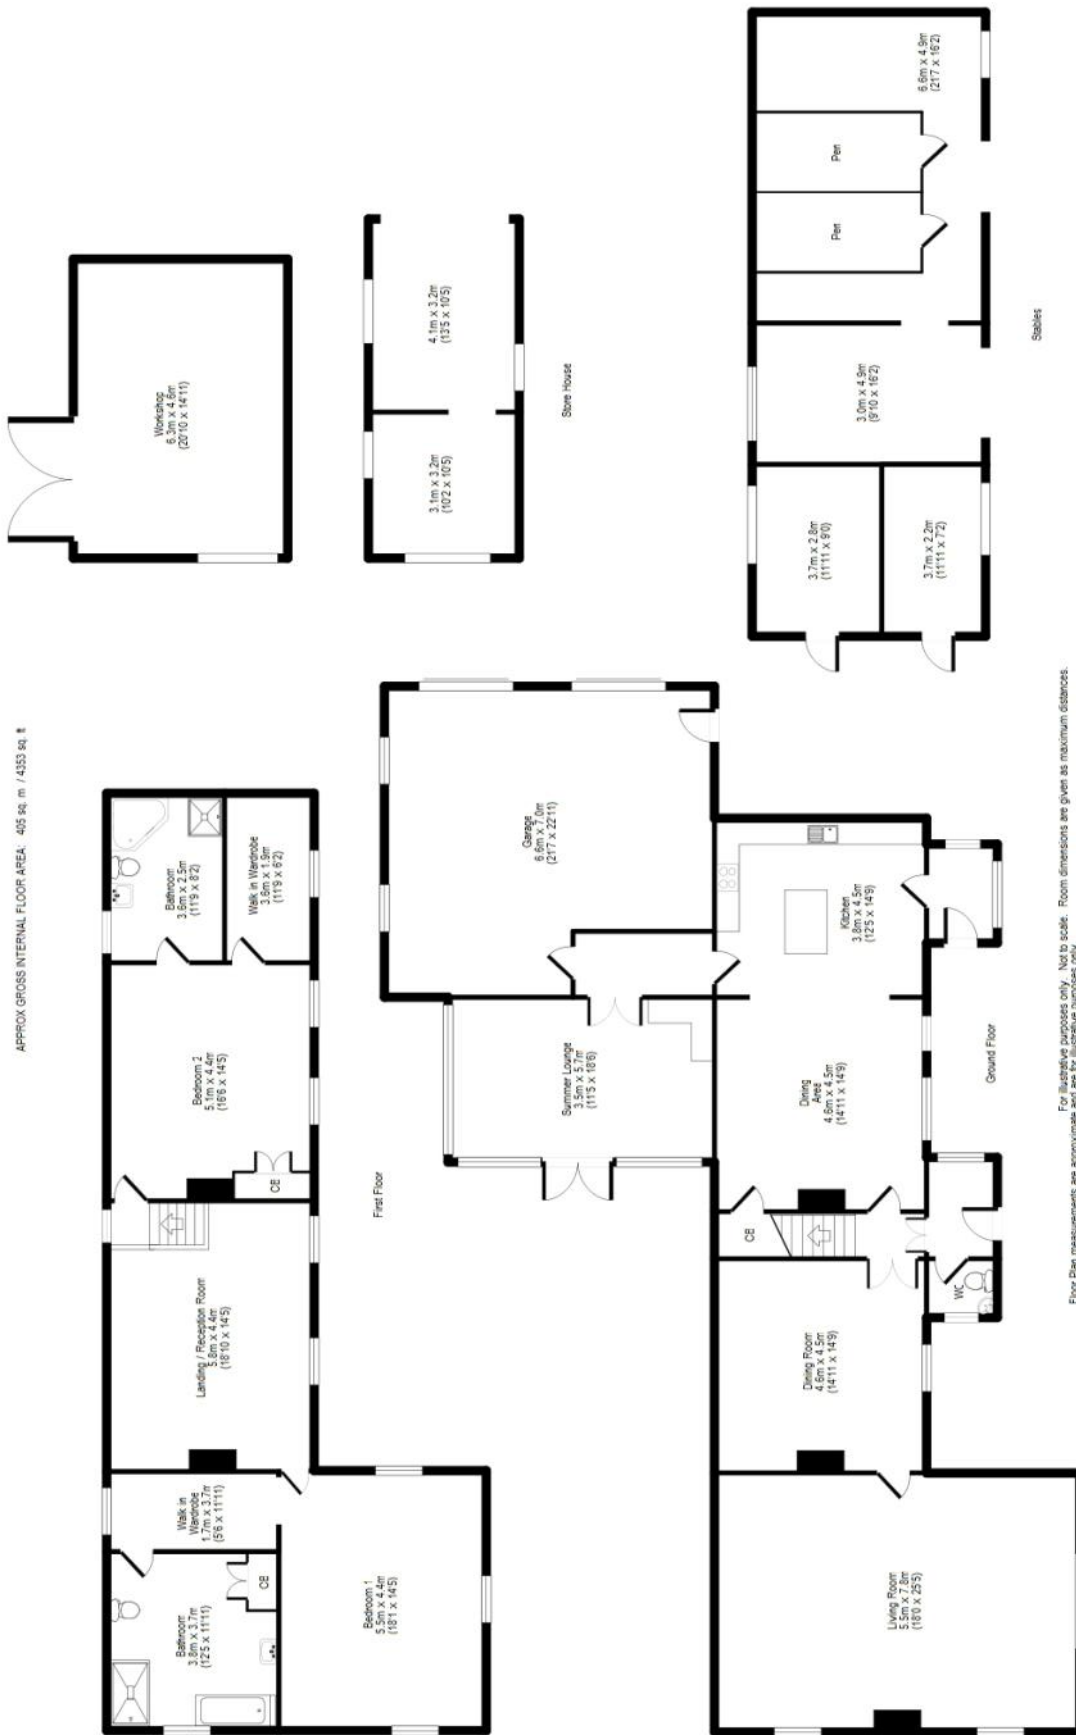 APPROX GROSS INTERNAL FLOOR AREA: 405 sq. m / 4353 sq. ft
Workshop
6.3m x 4.6m
(20'10 x 14'11)
3.1m x 3.2m
(10'2 x 10'5)
4.1m x 3.2m
(13'5 x 10'5)
Store House
Bathroom
3.8m x 3.7m
(12'5 x 11'11)
CB
Walk in
Wardrobe
1.7m x 3.7m
(5'6 x 11'11)
Bedroom 1
5.5m x 4.4m
(18'1 x 14'5)
Landing / Reception Room
5.8m x 4.4m
(18'10 x 14'5)
Bedroom 2
5.1m x 4.4m
(16'6 x 14'5)
CB
Bathroom
3.6m x 2.5m
(11'9 x 8'2)
Walk in Wardrobe
3.6m x 1.9m
(11'9 x 6'2)
First Floor
Living Room
5.5m x 7.8m
(18'0 x 25'5)
Dining Room
4.6m x 4.5m
(14'11 x 14'9)
WC
CB
Dining
Area
4.6m x 4.5m
(14'11 x 14'9)
Summer Lounge
3.5m x 5.7m
(11'5 x 18'6)
Garage
6.6m x 7.0m
(21'7 x 22'11)
Kitchen
3.8m x 4.5m
(12'5 x 14'9)
Ground Floor
3.7m x 2.8m
(11'11 x 9'0)
3.7m x 2.2m
(11'11 x 7'2)
3.0m x 4.9m
(9'10 x 16'2)
Pen
Pen
6.6m x 4.9m
(21'7 x 16'2)
Stables
For illustrative purposes only. Not to scale. Room dimensions are given as maximum distances.
Floor Plan measurements are approximate and are for illustrative purposes only.